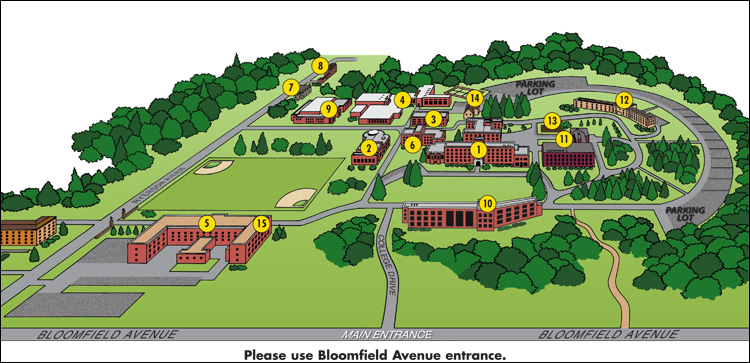 8
7
PARKING
LOT
4
14
12
9
3
13
6
11
2
1
10
5
15
PARKING
LOT
COLLEGE DRIVE
BLOOMFIELD AVENUE
MAIN ENTRANCE
BLOOMFIELD AVENUE
Please use Bloomfield Avenue entrance.